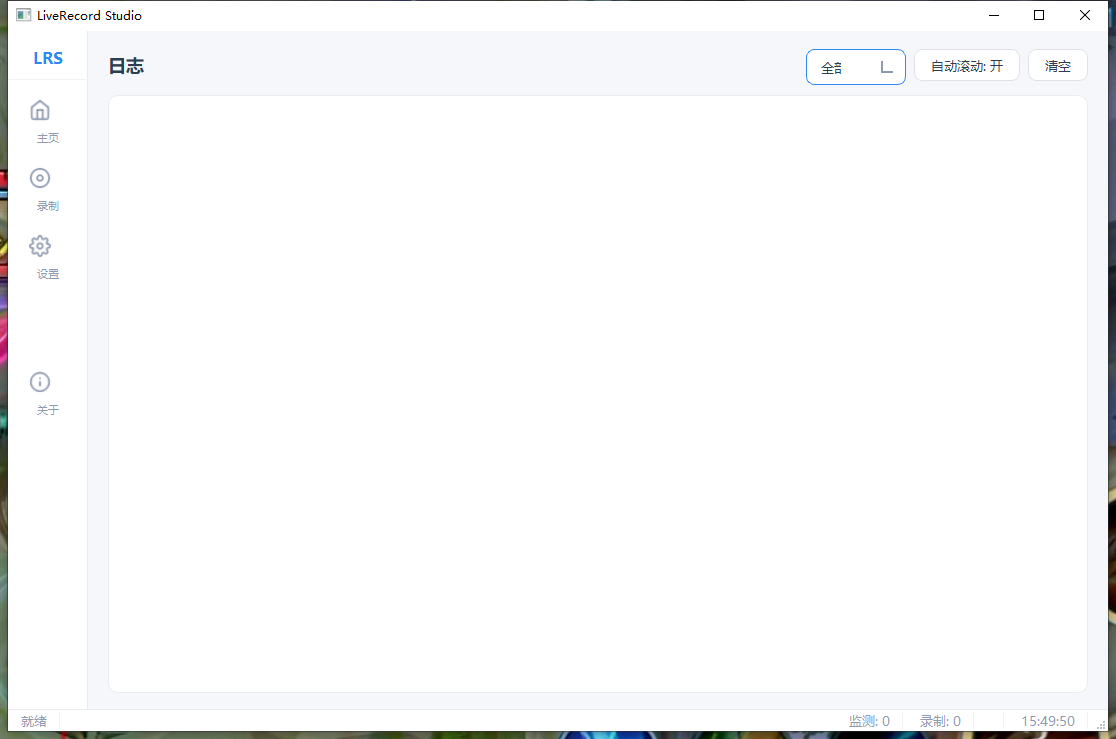 LiveRecord Studio
LRS
日志
全部
自动滚动: 开
清空
主页
录制
设置
关于
就绪
监测: 0
录制: 0
15:49:50